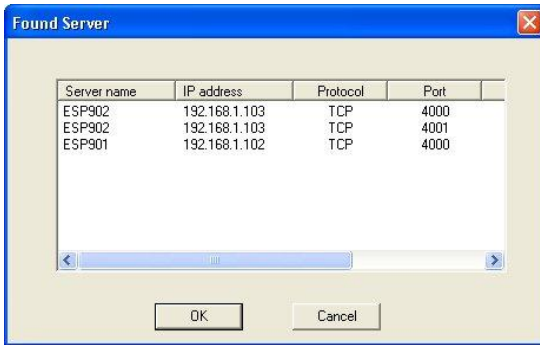 Found Server
Server name IP address Protocol Port
ESP902 192.168.1.103 TCP 4000
ESP902 192.168.1.103 TCP 4001
ESP901 192.168.1.102 TCP 4000
OK Cancel